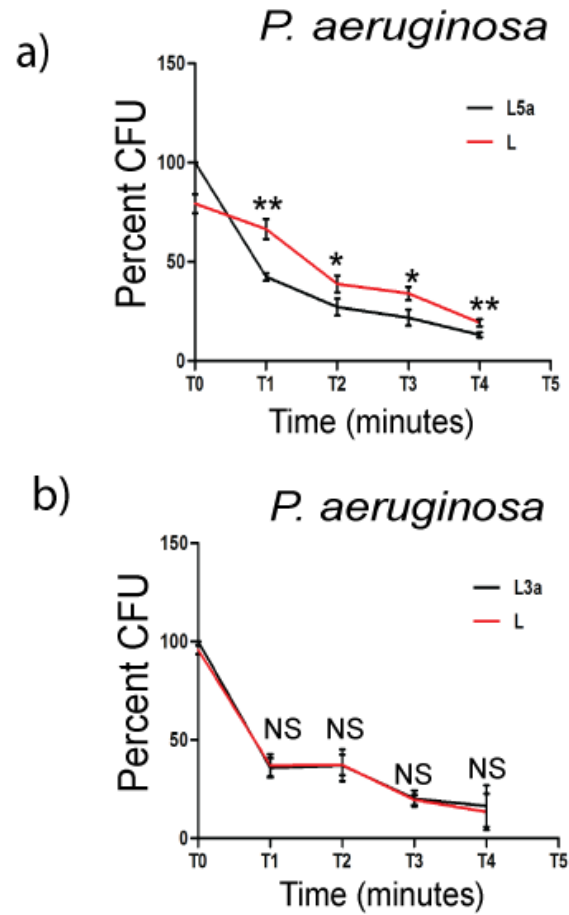 a)
P. aeruginosa
Percent CFU
150
100
50
0
L5a
L
**
*
*
**
T0 T1 T2 T3 T4 T5
Time (minutes)
b)
P. aeruginosa
Percent CFU
150
100
50
0
L3a
L
NS NS NS NS
T0 T1 T2 T3 T4 T5
Time (minutes)